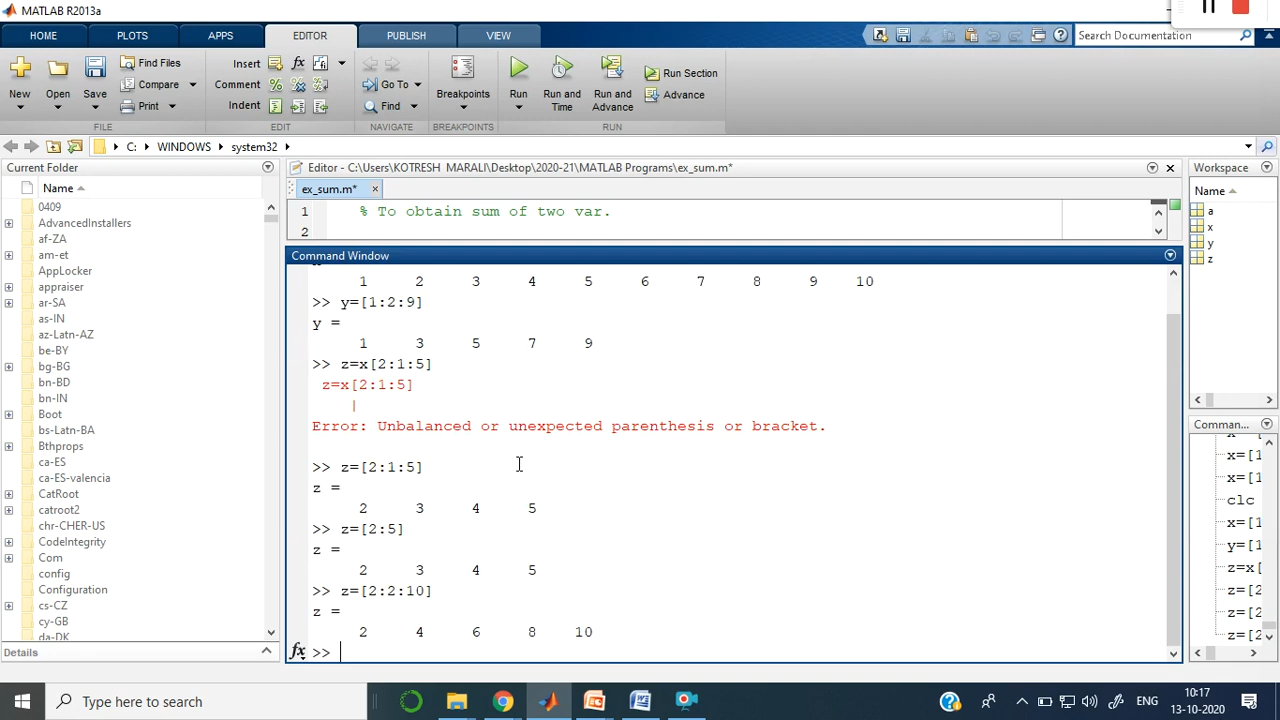 MATLAB R2013a
HOME PLOTS APPS EDITOR PUBLISH VIEW
Search Documentation
Insert
Comment
Indent
Find Files
Compare
Print
Go To
Find
Run Section
Advance
New Open Save Breakpoints Run Run and Time Run and Advance
FILE EDIT NAVIGATE BREAKPOINTS RUN
C: WINDOWS system32
Current Folder
Name
0409
AdvancedInstallers
af-ZA
am-et
AppLocker
appraiser
ar-SA
as-IN
az-Latn-AZ
be-BY
bg-BG
bn-BD
bn-IN
Boot
bs-Latn-BA
Bthprops
ca-ES
ca-ES-valencia
CatRoot
catroot2
chr-CHER-US
CodeIntegrity
Com
config
Configuration
cs-CZ
cy-GB
da-DK
Details
Editor - C:\Users\KOTRESH MARALI\Desktop\2020-21\MATLAB Programs\ex_sum.m*
ex_sum.m*
1 % To obtain sum of two var.
2
Command Window
1 2 3 4 5 6 7 8 9 10
>> y=[1:2:9]
y =
1 3 5 7 9
>> z=x[2:1:5]
z=x[2:1:5]
|
Error: Unbalanced or unexpected parenthesis or bracket.
>> z=[2:1:5]
z =
2 3 4 5
>> z=[2:5]
z =
2 3 4 5
>> z=[2:2:10]
z =
2 4 6 8 10
fx >>
Workspace
Name
a
x
y
z
Comman...
x=[1
x=[1
clc
x=[1
y=[1
z=x[
z=[2
z=[2
z=[2
Type here to search
ENG
10:17
13-10-2020